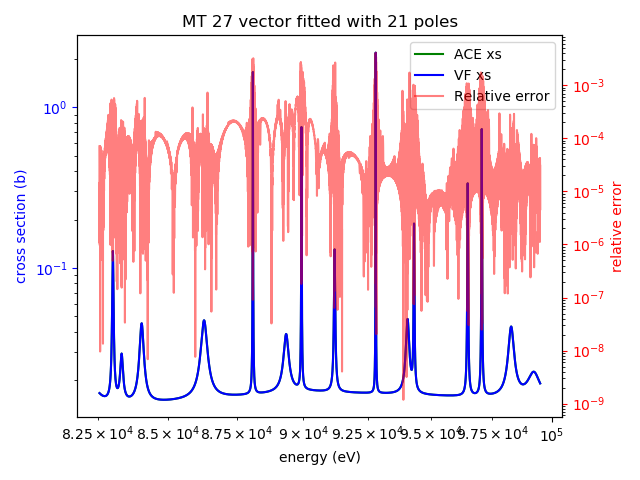 MT 27 vector fitted with 21 poles
ACE xs
VF xs
Relative error
10⁰
10⁻¹
cross section (b)
10⁻³
10⁻⁴
10⁻⁵
10⁻⁶
10⁻⁷
10⁻⁸
10⁻⁹
relative error
8.25 × 10⁴ 8.5 × 10⁴ 8.75 × 10⁴ 9 × 10⁴ 9.25 × 10⁴ 9.5 × 10⁴ 9.75 × 10⁴ 10⁵
energy (eV)